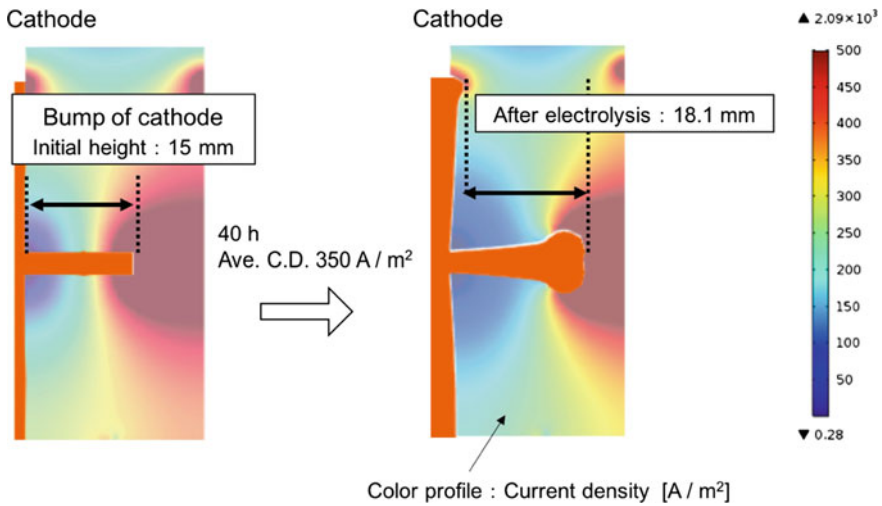 Cathode
Bump of cathode
Initial height : 15 mm
40 h
Ave. C.D. 350 A / m²
Cathode
After electrolysis : 18.1 mm
Color profile : Current density [A / m²]
▲ 2.09×10³
500
450
400
350
300
250
200
150
100
50
▼ 0.28